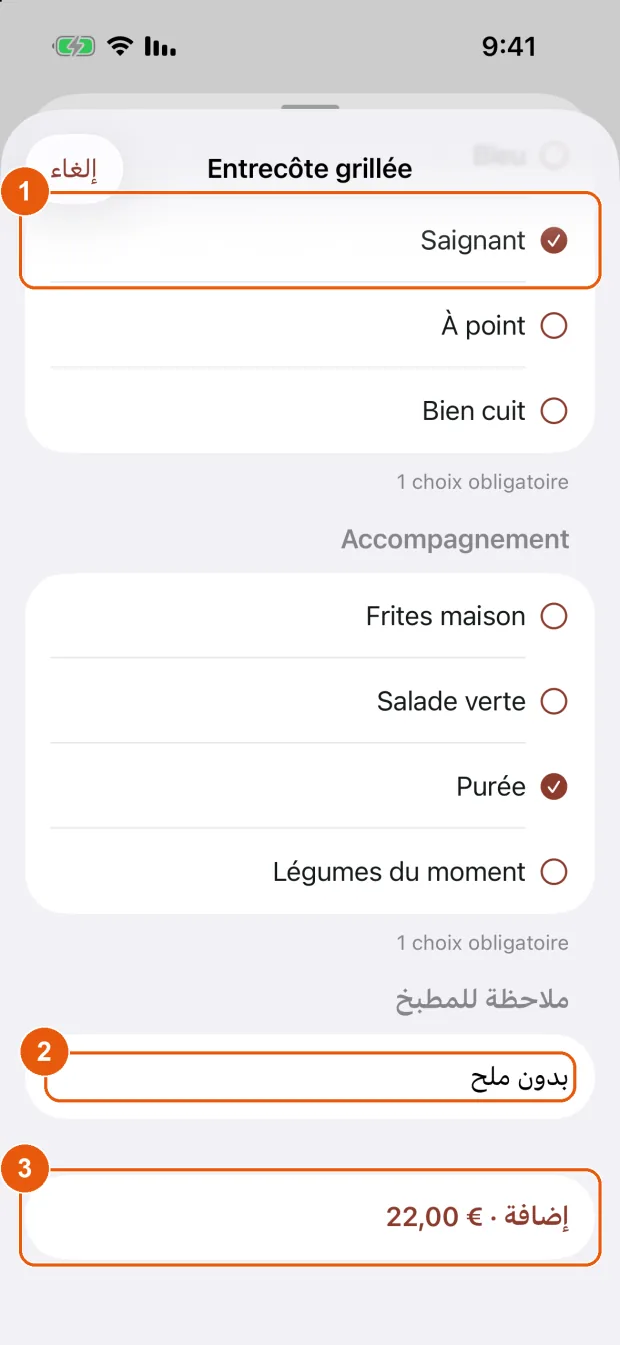 9:41
إلغاء
Entrecôte grillée
Bleu
1
Saignant
À point
Bien cuit
1 choix obligatoire
Accompagnement
Frites maison
Salade verte
Purée
Légumes du moment
1 choix obligatoire
ملاحظة للمطبخ
2
بدون ملح
3
إضافة · 22,00 €